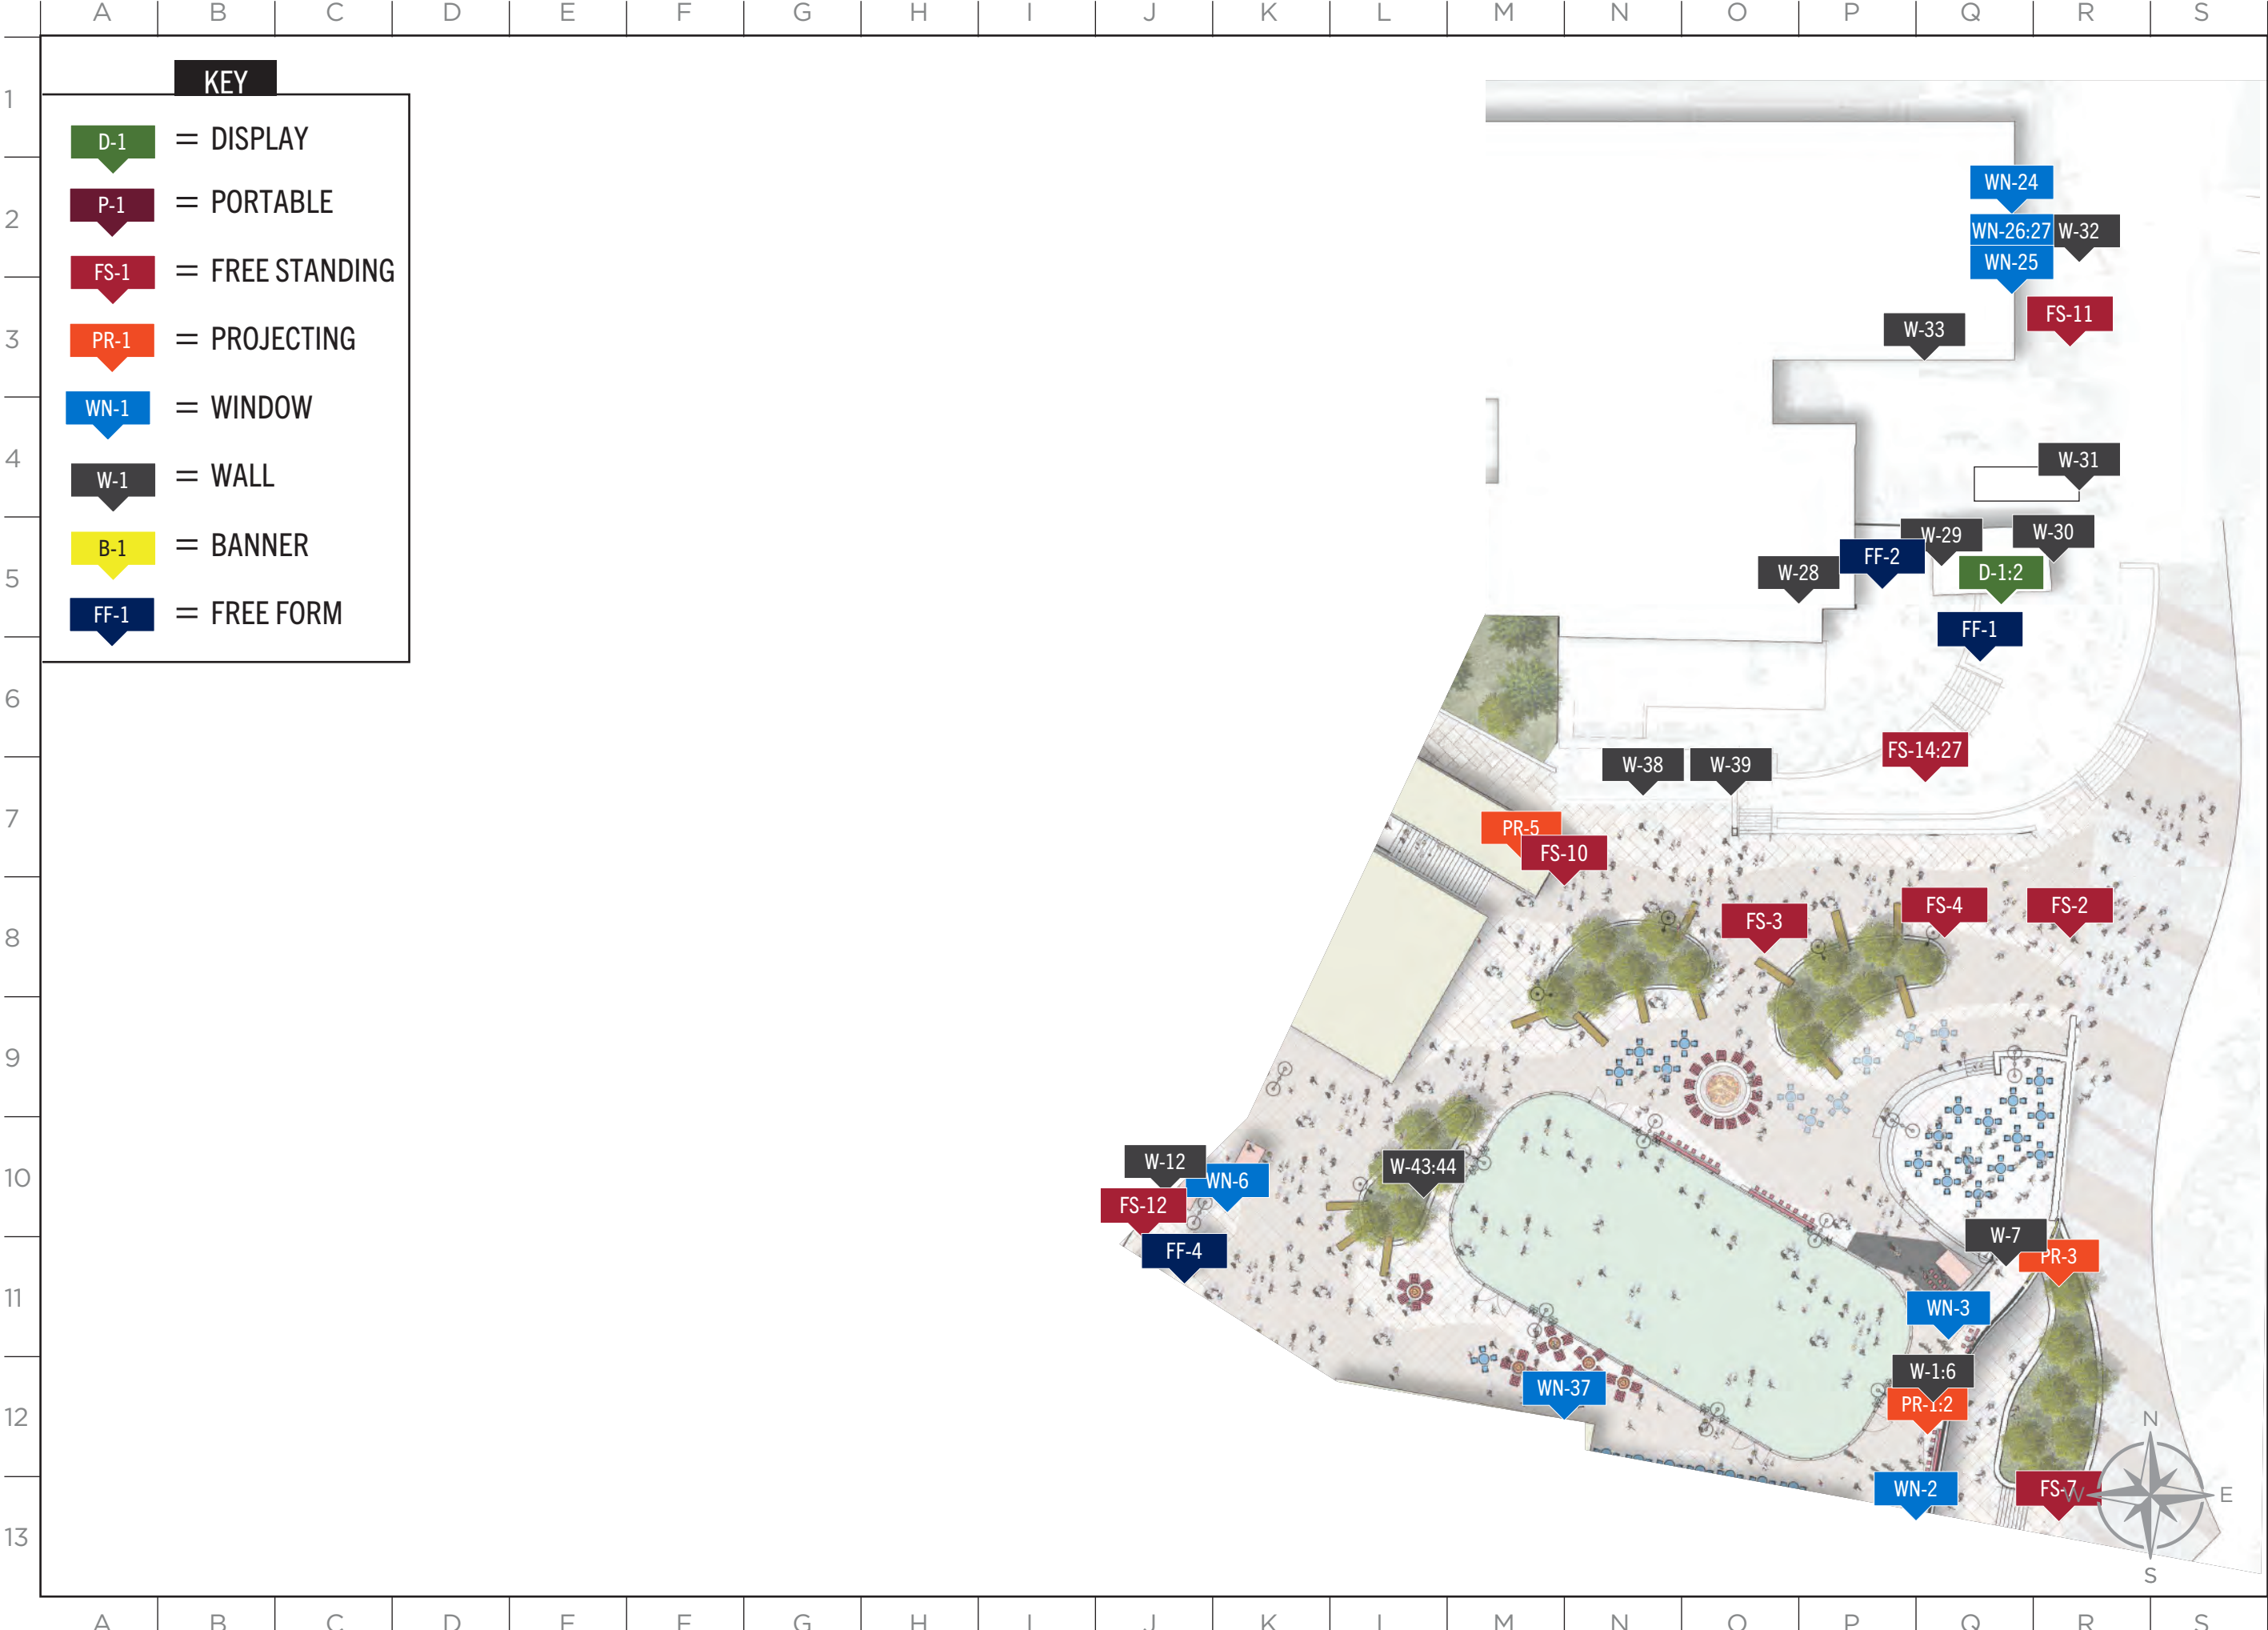 A B C D E F G H I J K L M N O P Q R S
KEY
1
D-1 = DISPLAY
P-1 = PORTABLE
FS-1 = FREE STANDING
PR-1 = PROJECTING
WN-1 = WINDOW
W-1 = WALL
B-1 = BANNER
FF-1 = FREE FORM
WN-24
2
WN-26:27 W-32
WN-25
FS-11
3
W-33
4
W-31
W-29 W-30
FF-2
5
W-28
D-1:2
FF-1
6
FS-14:27
W-38 W-39
7
PR-5
FS-10
FS-4 FS-2
FS-3
8
9
W-12
W-43:44
10
WN-6
FS-12
W-7
FF-4
PR-3
11
WN-3
W-1:6
WN-37
PR-1:2
12
N
WN-2
FS-7
W E
13
S
A B C D E F G H I J K L M N O P Q R S